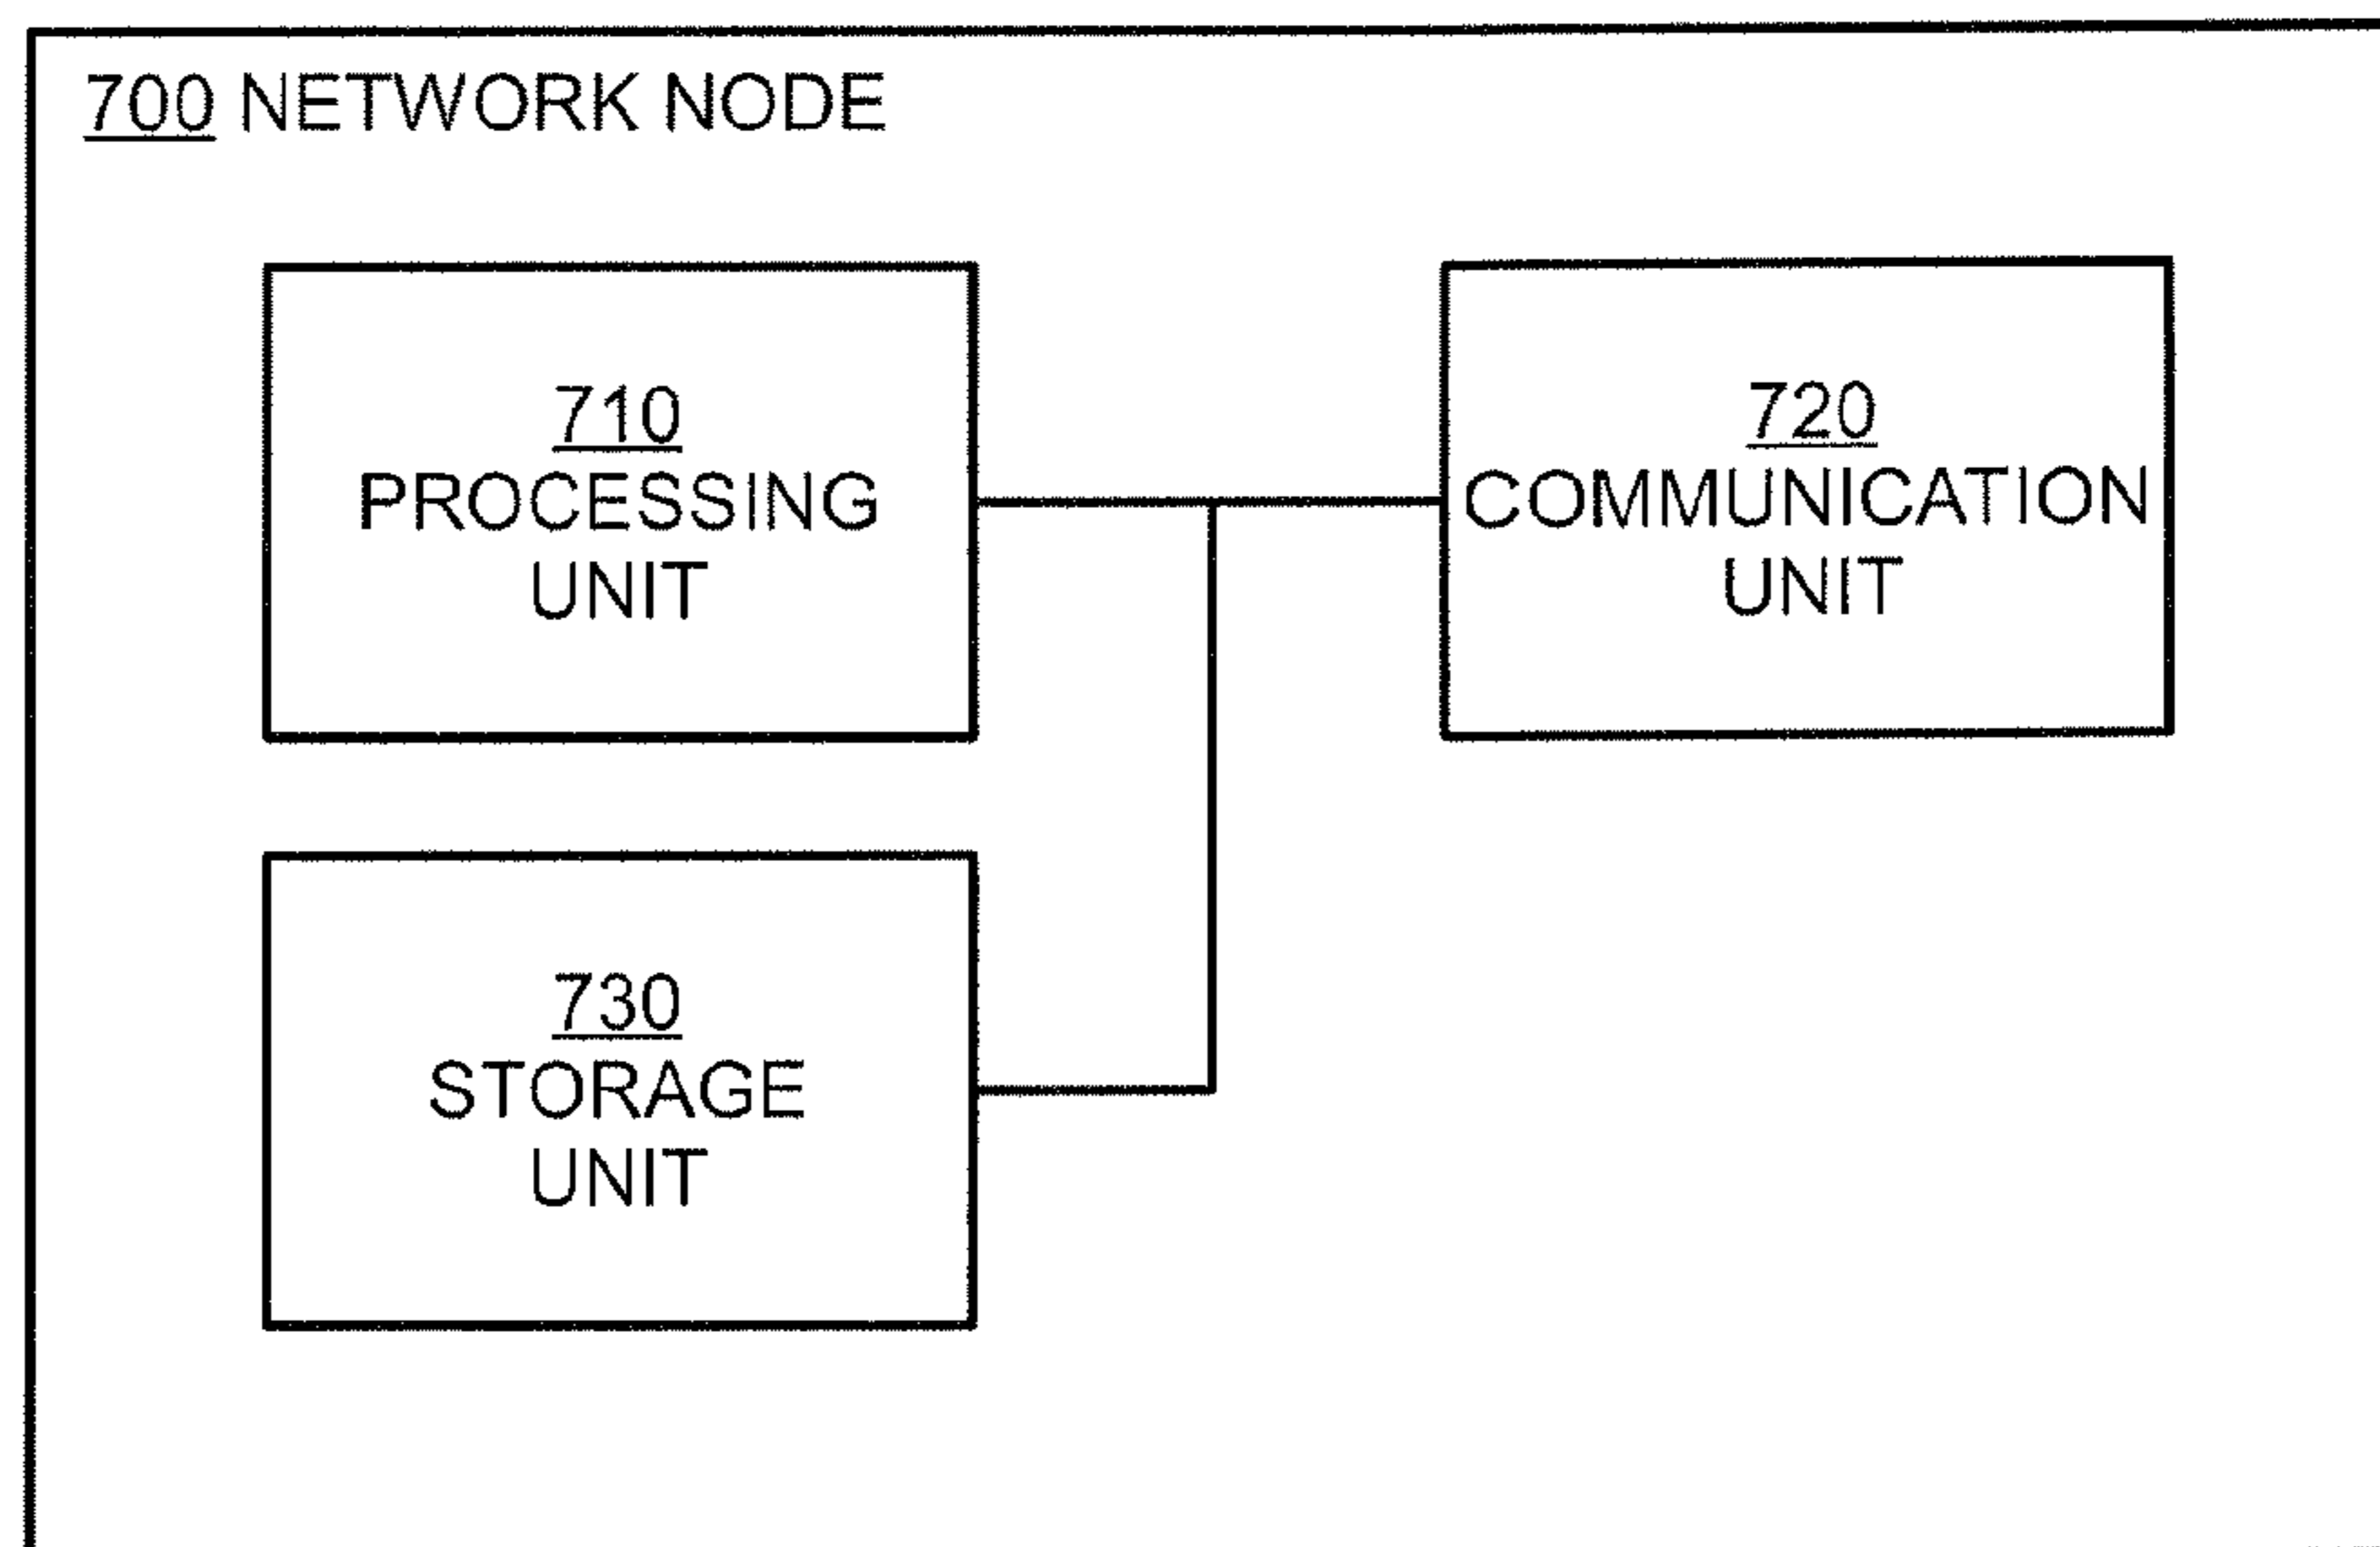 700 NETWORK NODE
710
PROCESSING
UNIT
720
COMMUNICATION
UNIT
730
STORAGE
UNIT